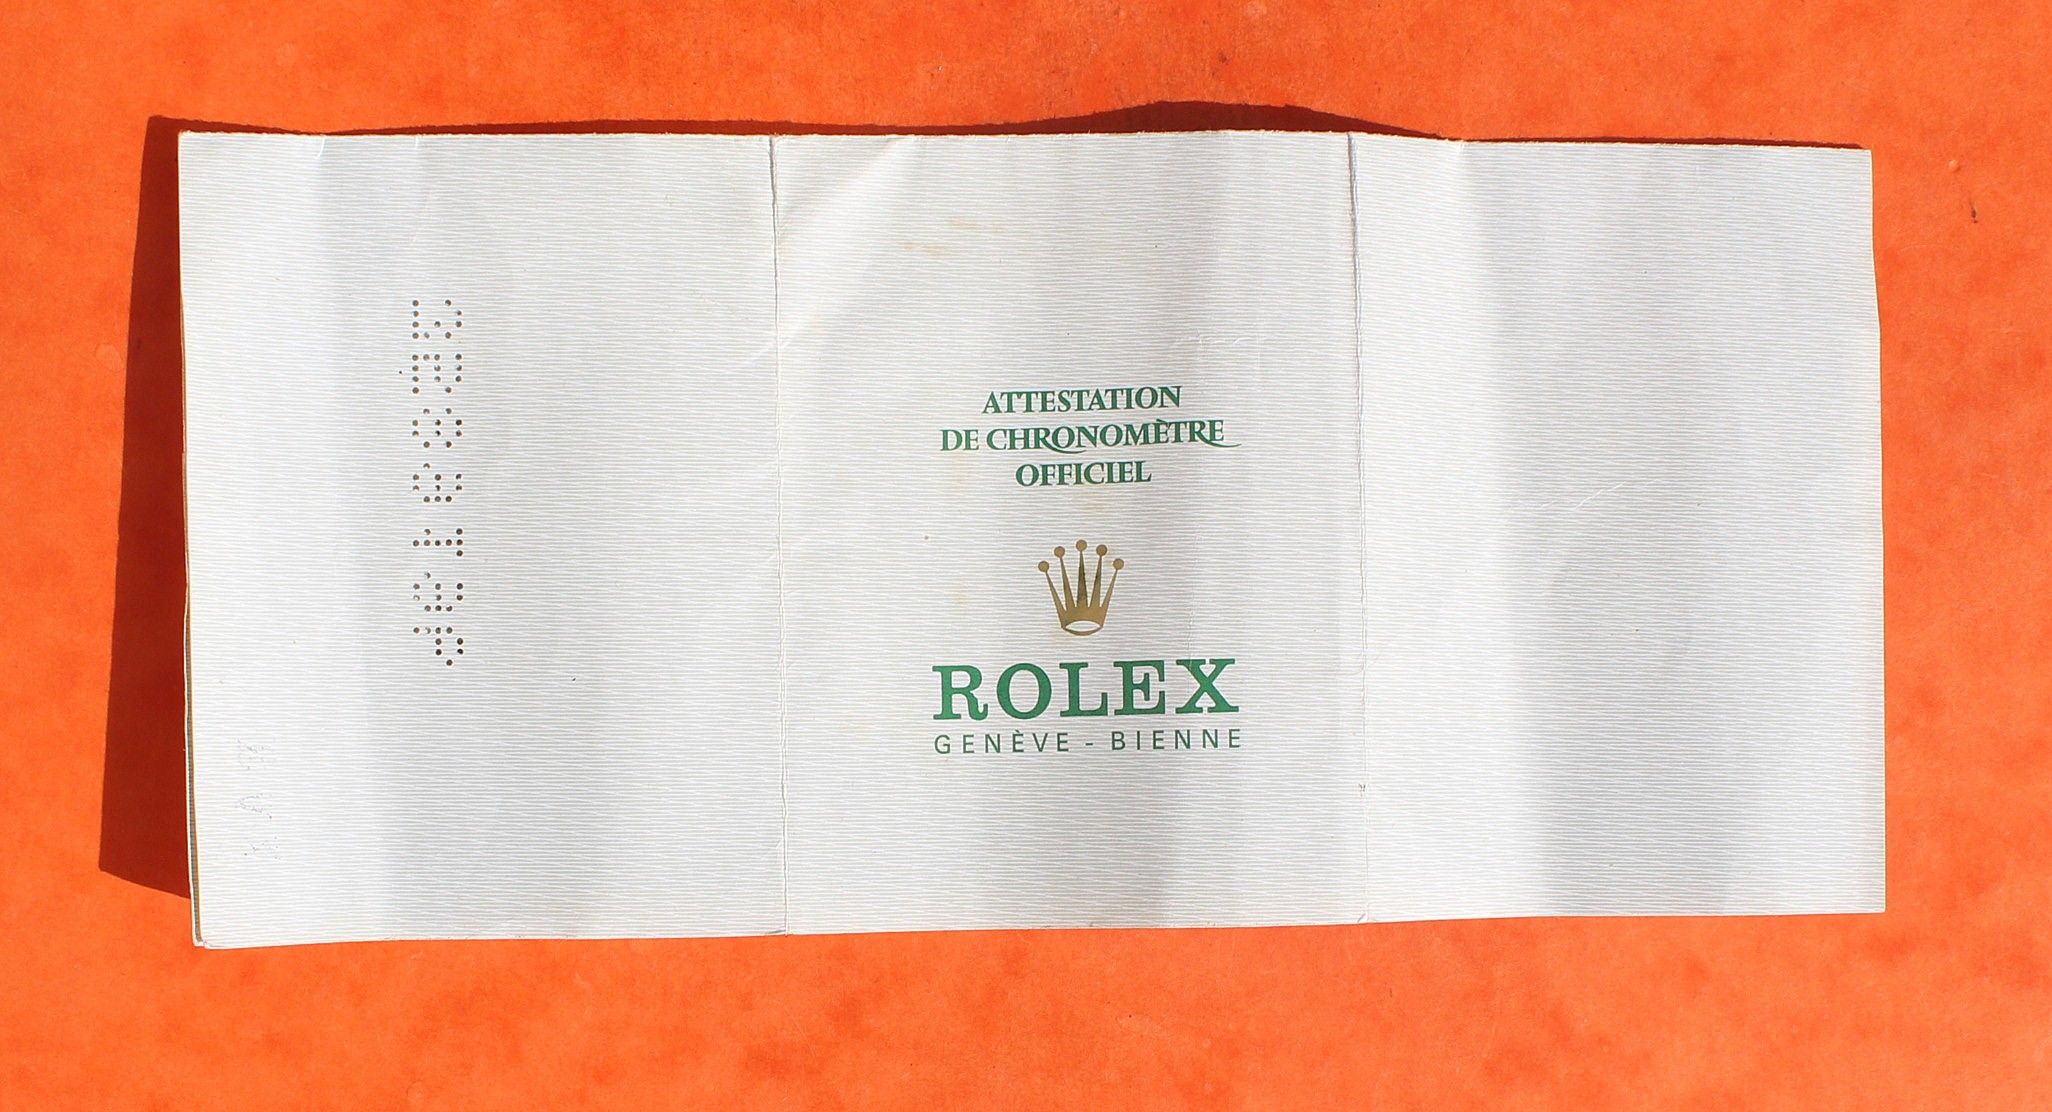 ATTESTATION
DE CHRONOMÈTRE
OFFICIEL
ROLEX
GENÈVE - BIENNE